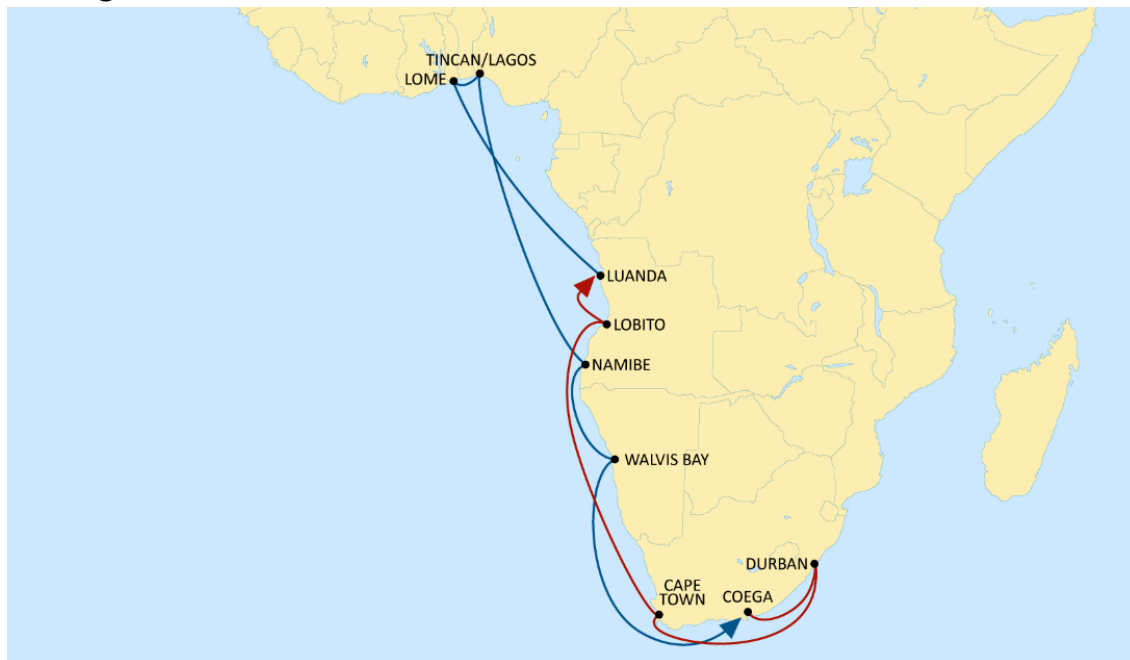 TINCAN/LAGOS
LOME
LUANDA
LOBITO
NAMIBE
WALVIS BAY
DURBAN
CAPE
TOWN
COEGA